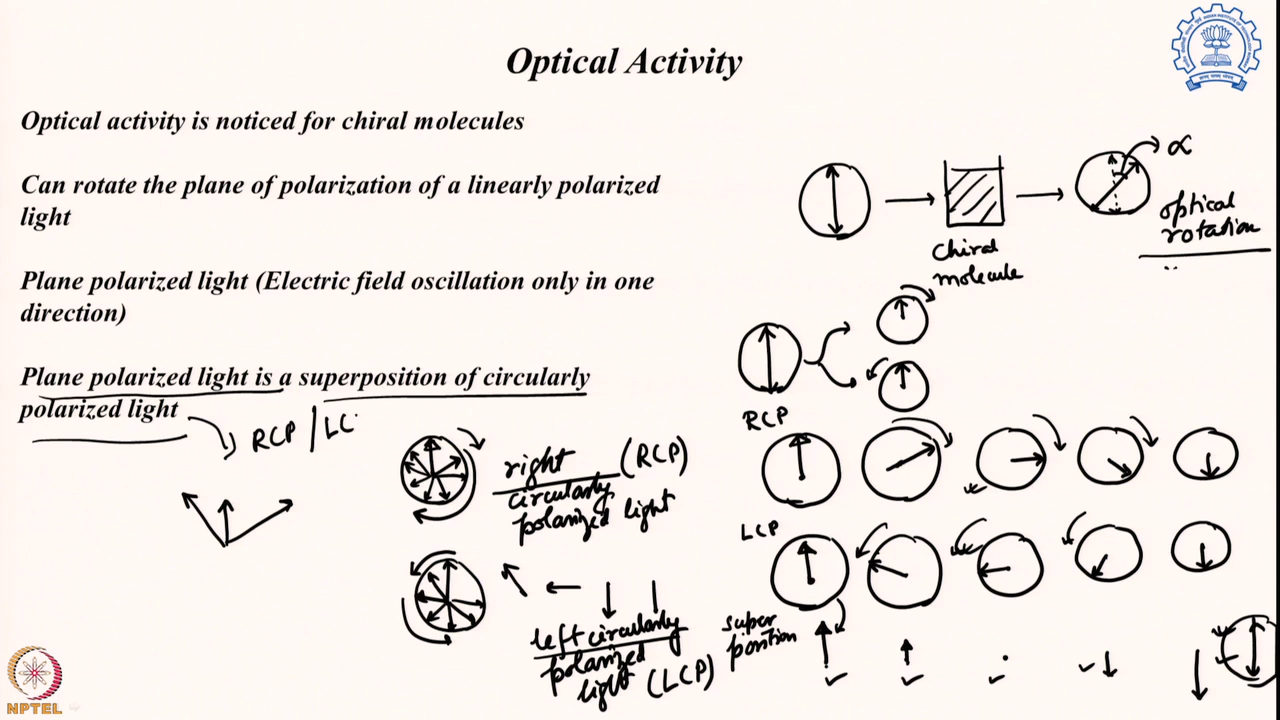 Optical Activity
Optical activity is noticed for chiral molecules
Can rotate the plane of polarization of a linearly polarized
light
Plane polarized light (Electric field oscillation only in one
direction)
Plane polarized light is a superposition of circularly
polarized light
RCP / LC
α
optical
rotation
Chiral
molecule
right (RCP)
circularly
polarized light
left circularly
polarized
light (LCP)
RCP
LCP
super
position
NPTEL